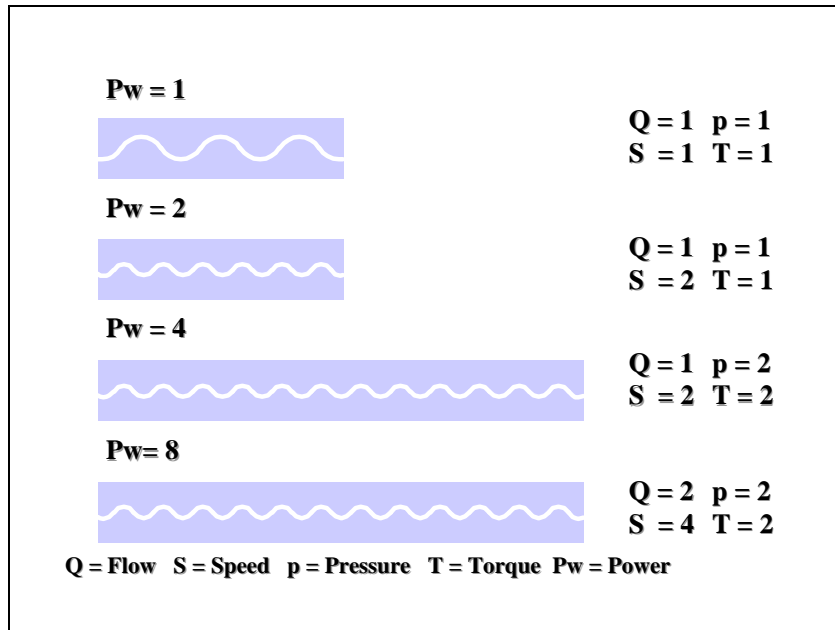 Pw = 1
Q = 1 p = 1
S = 1 T = 1
Pw = 2
Q = 1 p = 1
S = 2 T = 1
Pw = 4
Q = 1 p = 2
S = 2 T = 2
Pw= 8
Q = 2 p = 2
S = 4 T = 2
Q = Flow S = Speed p = Pressure T = Torque Pw = Power